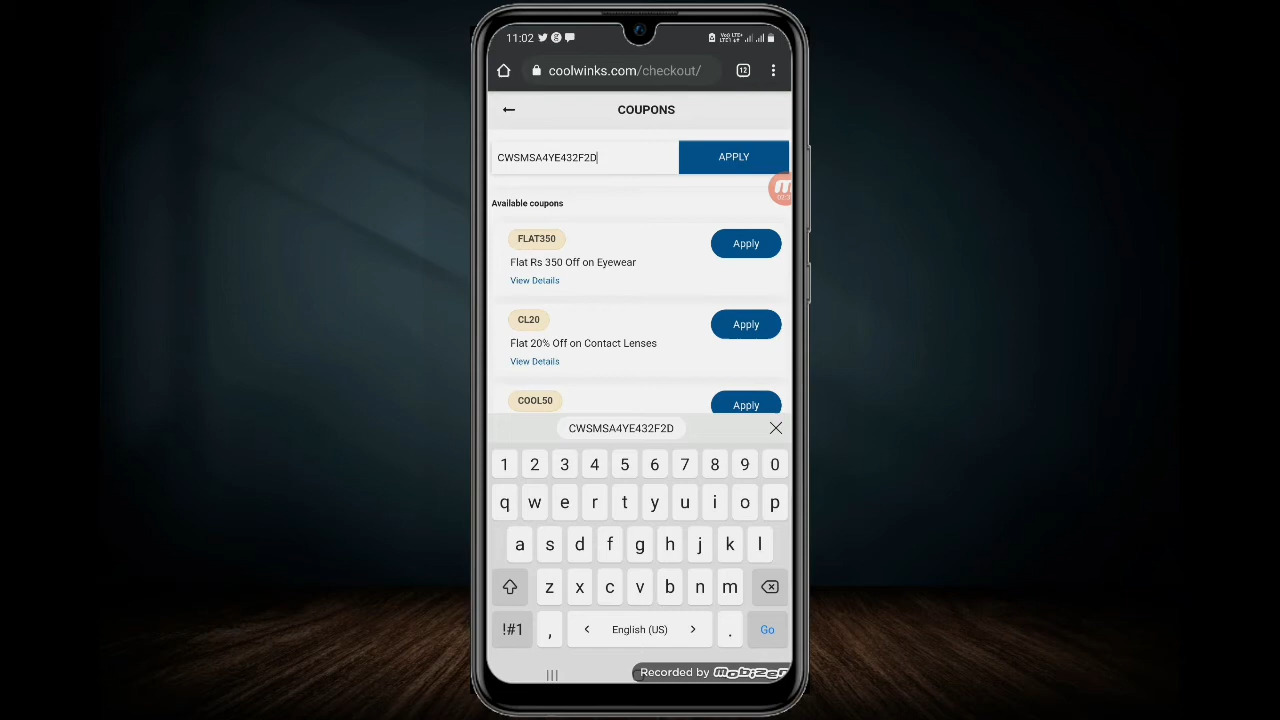 11:02
coolwinks.com/checkout/
12
COUPONS
CWSMSA4YE432F2D
APPLY
Available coupons
FLAT350
Apply
Flat Rs 350 Off on Eyewear
View Details
CL20
Apply
Flat 20% Off on Contact Lenses
View Details
COOL50
Apply
CWSMSA4YE432F2D
1 2 3 4 5 6 7 8 9 0
q w e r t y u i o p
a s d f g h j k l
z x c v b n m
!#1 , < English (US) > . Go
Recorded by Mobizen